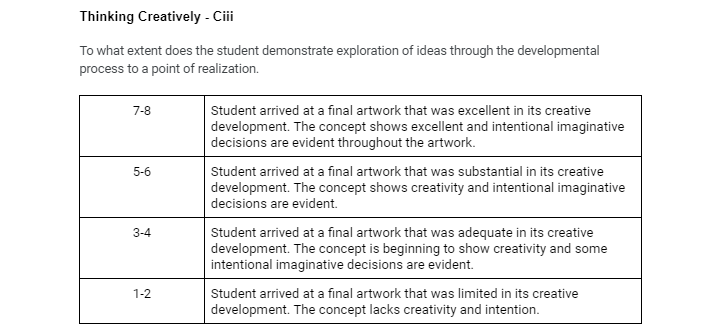 Thinking Creatively - Ciii
To what extent does the student demonstrate exploration of ideas through the developmental
process to a point of realization.
7-8
Student arrived at a final artwork that was excellent in its creative
development. The concept shows excellent and intentional imaginative
decisions are evident throughout the artwork.
5-6
Student arrived at a final artwork that was substantial in its creative
development. The concept shows creativity and intentional imaginative
decisions are evident.
3-4
Student arrived at a final artwork that was adequate in its creative
development. The concept is beginning to show creativity and some
intentional imaginative decisions are evident.
1-2
Student arrived at a final artwork that was limited in its creative
development. The concept lacks creativity and intention.